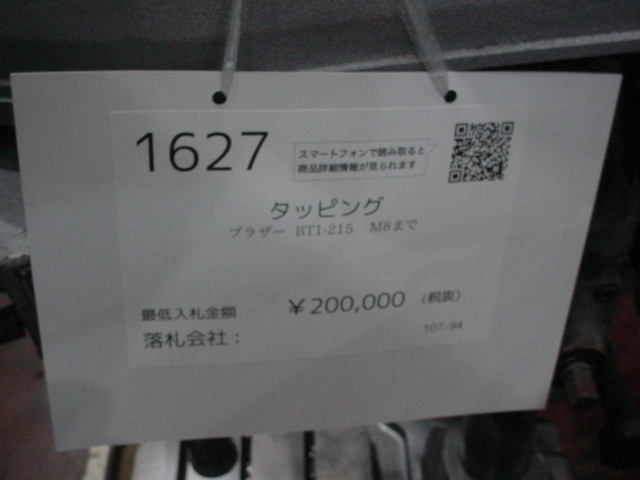 1627
スマートフォンで読み取ると
商品詳細情報が見られます
タッピング
ブラザー BT1-215 M8まで
最低入札金額 ￥200,000 (税抜)
落札会社：
107-94